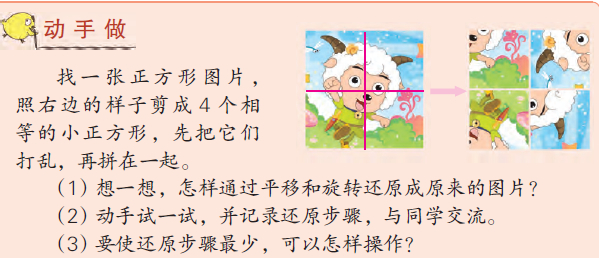 动手做
找一张正方形图片，
照右边的样子剪成4个相
等的小正方形，先把它们
打乱，再拼在一起。
（1）想一想，怎样通过平移和旋转还原成原来的图片？
（2）动手试一试，并记录还原步骤，与同学交流。
（3）要使还原步骤最少，可以怎样操作？